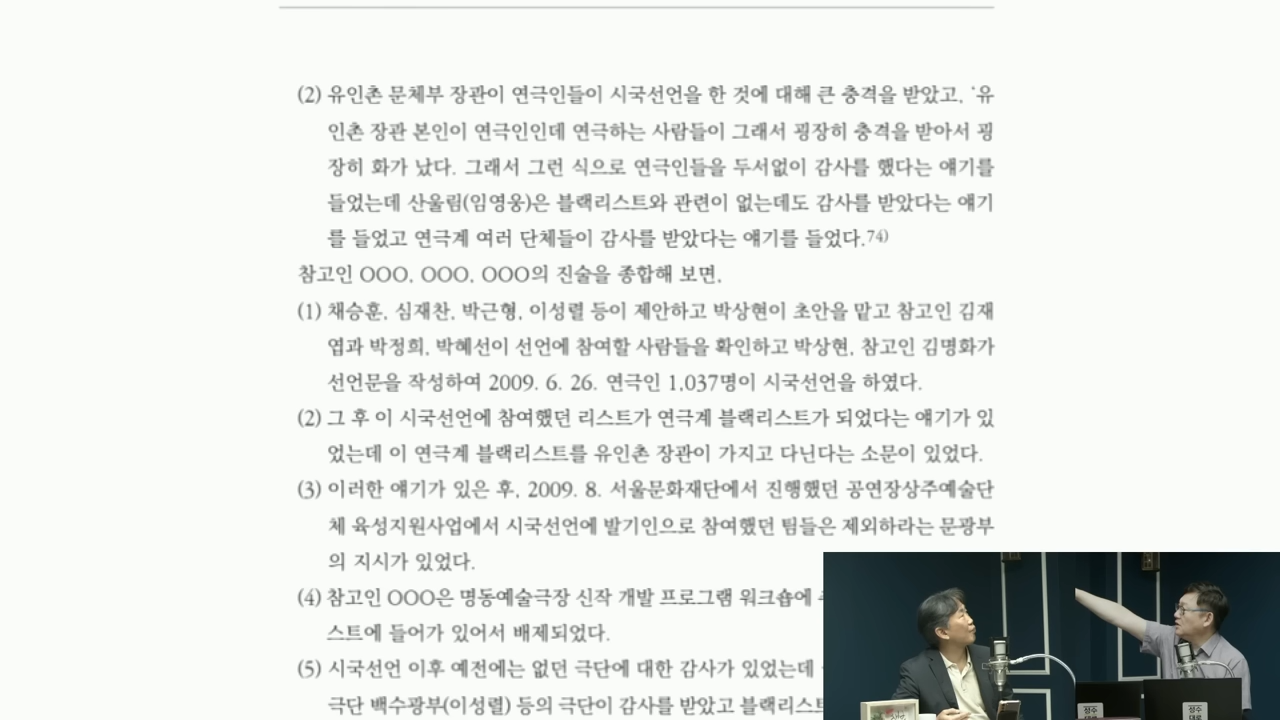 (2) 유인촌 문체부 장관이 연극인들이 시국선언을 한 것에 대해 큰 충격을 받았고, ‘유
인촌 장관 본인이 연극인인데 연극하는 사람들이 그래서 굉장히 충격을 받아서 굉
장히 화가 났다. 그래서 그런 식으로 연극인들을 두서없이 감사를 했다는 얘기를
들었는데 산울림(임영웅)은 블랙리스트와 관련이 없는데도 감사를 받았다는 얘기
를 들었고 연극계 여러 단체들이 감사를 받았다는 얘기를 들었다.74)
참고인 OOO, OOO, OOO의 진술을 종합해 보면,
(1) 채승훈, 심재찬, 박근형, 이성렬 등이 제안하고 박상현이 초안을 맡고 참고인 김재
엽과 박정희, 박혜선이 선언에 참여할 사람들을 확인하고 박상현, 참고인 김명화가
선언문을 작성하여 2009. 6. 26. 연극인 1,037명이 시국선언을 하였다.
(2) 그 후 이 시국선언에 참여했던 리스트가 연극계 블랙리스트가 되었다는 얘기가 있
었는데 이 연극계 블랙리스트를 유인촌 장관이 가지고 다닌다는 소문이 있었다.
(3) 이러한 얘기가 있은 후, 2009. 8. 서울문화재단에서 진행했던 공연장상주예술단
체 육성지원사업에서 시국선언에 발기인으로 참여했던 팀들은 제외하라는 문광부
의 지시가 있었다.
(4) 참고인 OOO은 명동예술극장 신작 개발 프로그램 워크숍에
스트에 들어가 있어서 배제되었다.
(5) 시국선언 이후 예전에는 없던 극단에 대한 감사가 있었는데
극단 백수광부(이성렬) 등의 극단이 감사를 받았고 블랙리스트